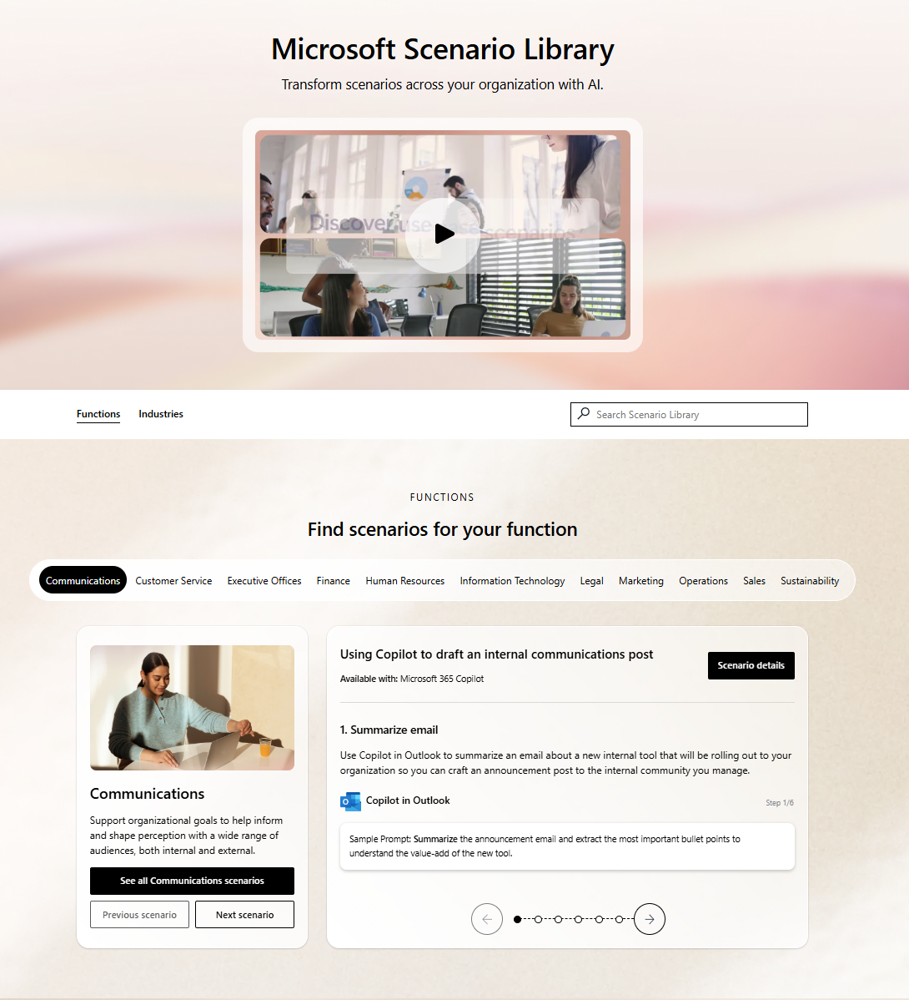 Microsoft Scenario Library
Transform scenarios across your organization with AI.
Discover use scenarios
Functions
Industries
Search Scenario Library
FUNCTIONS
Find scenarios for your function
Communications
Customer Service
Executive Offices
Finance
Human Resources
Information Technology
Legal
Marketing
Operations
Sales
Sustainability
Communications
Support organizational goals to help inform
and shape perception with a wide range of
audiences, both internal and external.
See all Communications scenarios
Previous scenario
Next scenario
Using Copilot to draft an internal communications post
Available with: Microsoft 365 Copilot
Scenario details
1. Summarize email
Use Copilot in Outlook to summarize an email about a new internal tool that will be rolling out to your
organization so you can craft an announcement post to the internal community you manage.
Copilot in Outlook
Step 1/6
Sample Prompt: Summarize the announcement email and extract the most important bullet points to
understand the value-add of the new tool.